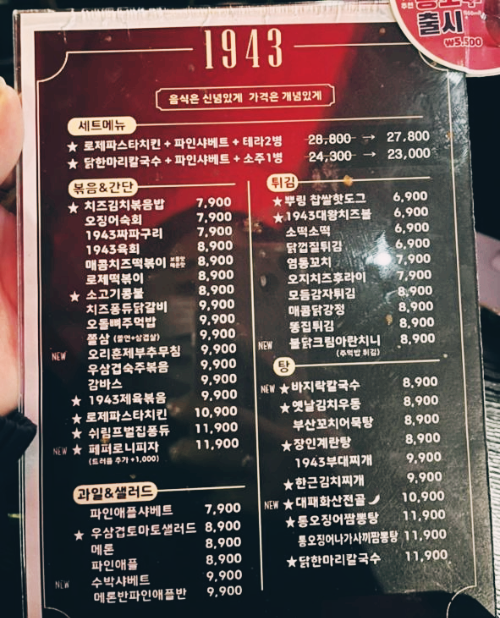 출시
₩5,500
1943
음식은 신념있게 가격은 개념있게
세트메뉴
★ 로제파스타치킨 + 파인샤베트 + 테라2병 28,800 → 27,800
★ 닭한마리칼국수 + 파인샤베트 + 소주1병 24,300 → 23,000
볶음&간단
★ 치즈김치볶음밥 7,900
오징어숙회 7,900
1943짜파구리 7,900
1943육회 8,900
매콤치즈떡볶이 8,900
로제떡볶이 8,900
★ 소고기콩불 8,900
치즈퐁듀닭갈비 9,900
오돌뼈주먹밥 9,900
쫄삼 (쫄면+삼겹살) 9,900
NEW 오리훈제부추무침 9,900
우삼겹숙주볶음 9,900
감바스 9,900
★ 1943제육볶음 9,900
★ 로제파스타치킨 10,900
★ 쉬림프벌집퐁듀 11,900
NEW ★ 페퍼로니피자 11,900
(트러플 추가 +1,000)
과일&샐러드
파인애플샤베트 7,900
★ 우삼겹토마토샐러드 8,900
메론 8,900
파인애플 8,900
NEW 수박샤베트 9,900
메론반파인애플반 9,900
튀김
★ 뿌링 찹쌀핫도그 6,900
★ 1943대왕치즈볼 6,900
소떡소떡 6,900
닭껍질튀김 6,900
염통꼬치 7,900
오지치즈후라이 7,900
모듬감자튀김 8,900
매콤닭강정 8,900
똥집튀김 8,900
NEW 불닭크림아란치니 8,900
(주먹밥 튀김)
탕
NEW ★ 바지락칼국수 8,900
★ 옛날김치우동 8,900
부산꼬치어묵탕 8,900
★ 장인계란탕 8,900
1943부대찌개 9,900
★ 한근김치찌개 9,900
NEW ★ 대패화산전골 10,900
★ 통오징어짬뽕탕 11,900
통오징어나가사끼짬뽕탕 11,900
★ 닭한마리칼국수 11,900